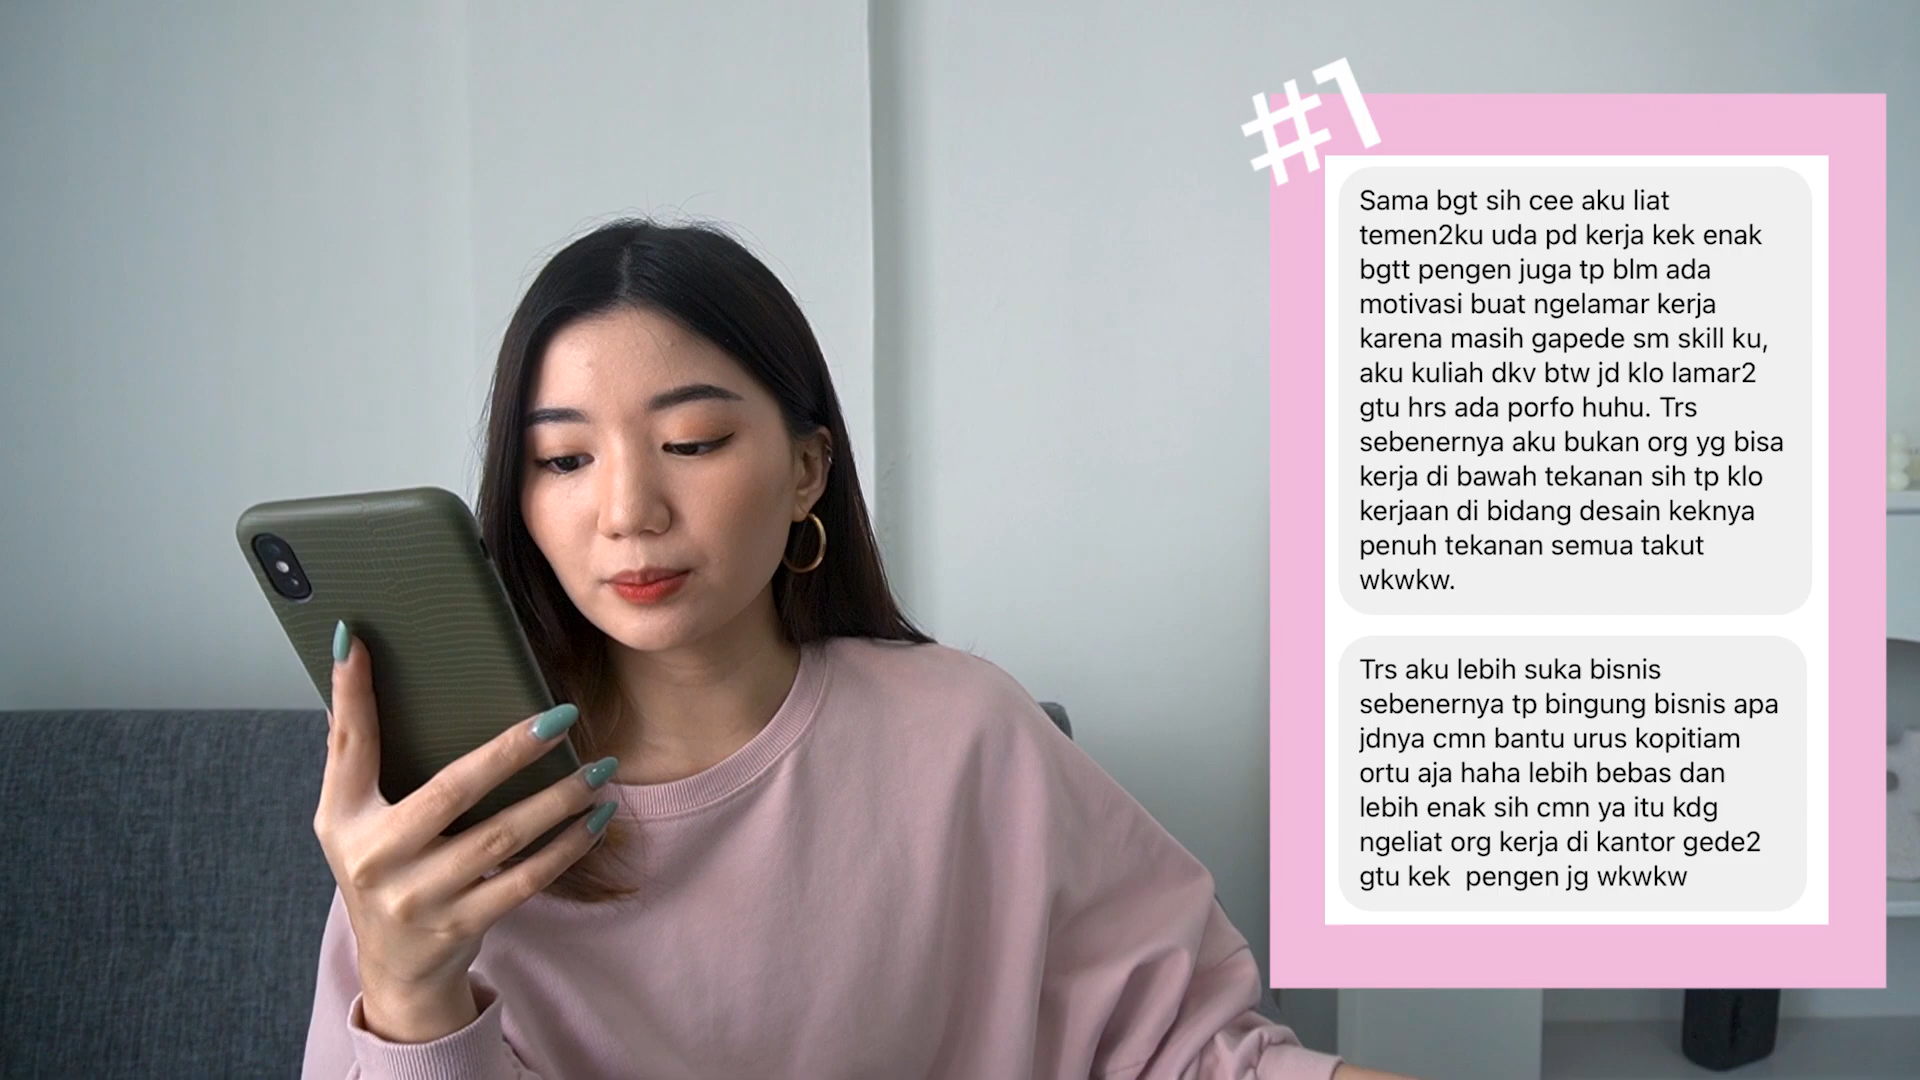 #1
Sama bgt sih cee aku liat
temen2ku uda pd kerja kek enak
bgtt pengen juga tp blm ada
motivasi buat ngelamar kerja
karena masih gapede sm skill ku,
aku kuliah dkv btw jd klo lamar2
gtu hrs ada porfo huhu. Trs
sebenernya aku bukan org yg bisa
kerja di bawah tekanan sih tp klo
kerjaan di bidang desain keknya
penuh tekanan semua takut
wkwkw.
Trs aku lebih suka bisnis
sebenernya tp bingung bisnis apa
jdnya cmn bantu urus kopitiam
ortu aja haha lebih bebas dan
lebih enak sih cmn ya itu kdg
ngeliat org kerja di kantor gede2
gtu kek pengen jg wkwkw